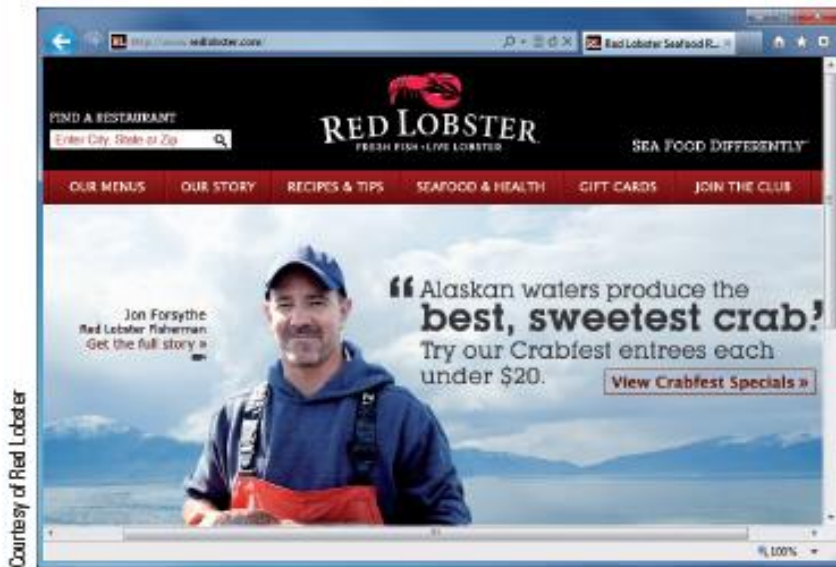 redlobster.com/
Red Lobster Seafood R...
FIND A RESTAURANT
Enter City, State or Zip
RED LOBSTER
FRESH FISH • LIVE LOBSTER
SEA FOOD DIFFERENTLY
OUR MENUS OUR STORY RECIPES & TIPS SEAFOOD & HEALTH GIFT CARDS JOIN THE CLUB
Jon Forsythe
Red Lobster Fisherman
Get the full story »
“Alaskan waters produce the
best, sweetest crab.”
Try our Crabfest entrees each
under $20.
View Crabfest Specials »
100%
Courtesy of Red Lobster